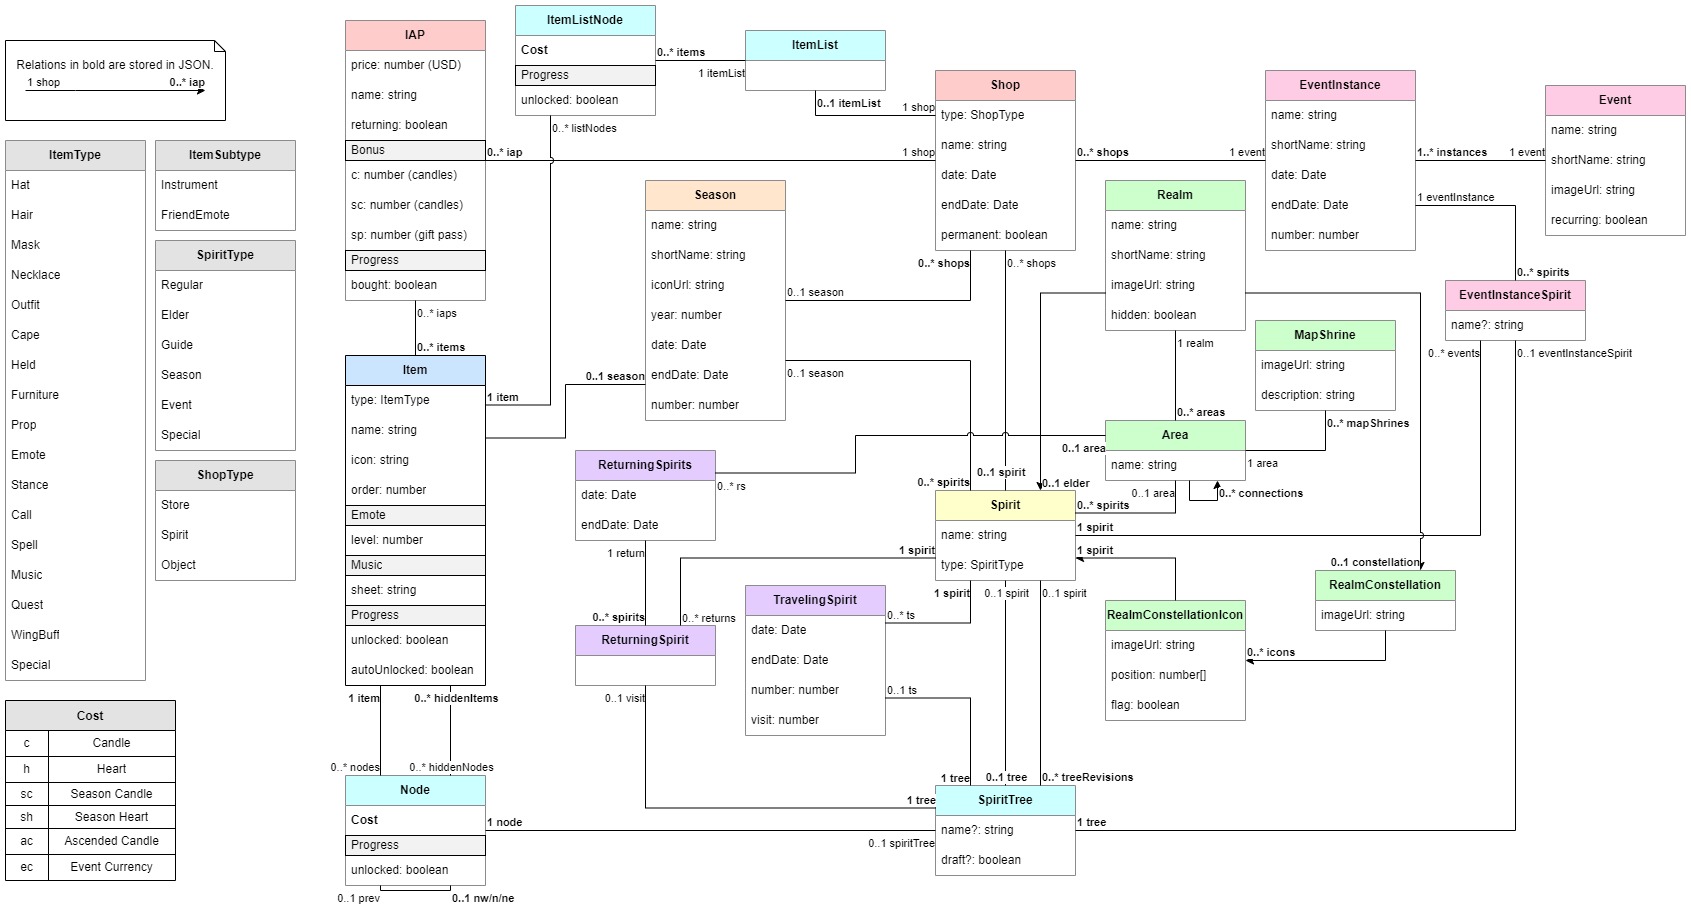 Relations in bold are stored in JSON.
1 shop
0..* iap
ItemType
Hat
Hair
Mask
Necklace
Outfit
Cape
Held
Furniture
Prop
Emote
Stance
Call
Spell
Music
Quest
WingBuff
Special
ItemSubtype
Instrument
FriendEmote
SpiritType
Regular
Elder
Guide
Season
Event
Special
ShopType
Store
Spirit
Object
Cost
c Candle
h Heart
sc Season Candle
sh Season Heart
ac Ascended Candle
ec Event Currency
IAP
price: number (USD)
name: string
returning: boolean
Bonus
c: number (candles)
sc: number (candles)
sp: number (gift pass)
Progress
bought: boolean
0..* iap
1 shop
0..* iaps
0..* items
Item
type: ItemType
name: string
icon: string
order: number
Emote
level: number
Music
sheet: string
Progress
unlocked: boolean
autoUnlocked: boolean
1 item
0..1 season
1 item
0..* hiddenItems
0..* nodes
0..* hiddenNodes
Node
Cost
Progress
unlocked: boolean
0..1 prev
0..1 nw/n/ne
1 node
0..1 spiritTree
ItemListNode
Cost
Progress
unlocked: boolean
0..* listNodes
0..* items
1 itemList
ItemList
0..1 itemList
1 shop
Shop
type: ShopType
name: string
date: Date
endDate: Date
permanent: boolean
0..* shops
0..* shops
0..* shops
1 event
EventInstance
name: string
shortName: string
date: Date
endDate: Date
number: number
1..* instances
1 event
1 eventInstance
Event
name: string
shortName: string
imageUrl: string
recurring: boolean
0..* spirits
EventInstanceSpirit
name?: string
0..* events
0..1 eventInstanceSpirit
Season
name: string
shortName: string
iconUrl: string
year: number
date: Date
endDate: Date
number: number
0..1 season
0..1 season
Realm
name: string
shortName: string
imageUrl: string
hidden: boolean
1 realm
0..* areas
MapShrine
imageUrl: string
description: string
0..* mapShrines
Area
name: string
0..1 area
1 area
0..1 area
0..* connections
ReturningSpirits
date: Date
endDate: Date
0..* rs
1 return
0..* spirits
0..* returns
ReturningSpirit
0..1 visit
0..* spirits
0..1 spirit
0..1 elder
0..* spirits
Spirit
name: string
type: SpiritType
1 spirit
1 spirit
1 spirit
1 spirit
0..1 spirit
0..1 spirit
TravelingSpirit
date: Date
endDate: Date
number: number
visit: number
0..* ts
0..1 ts
RealmConstellationIcon
imageUrl: string
position: number[]
flag: boolean
0..1 constellation
RealmConstellation
imageUrl: string
0..* icons
1 tree
0..1 tree
0..* treeRevisions
1 tree
1 tree
SpiritTree
name?: string
draft?: boolean